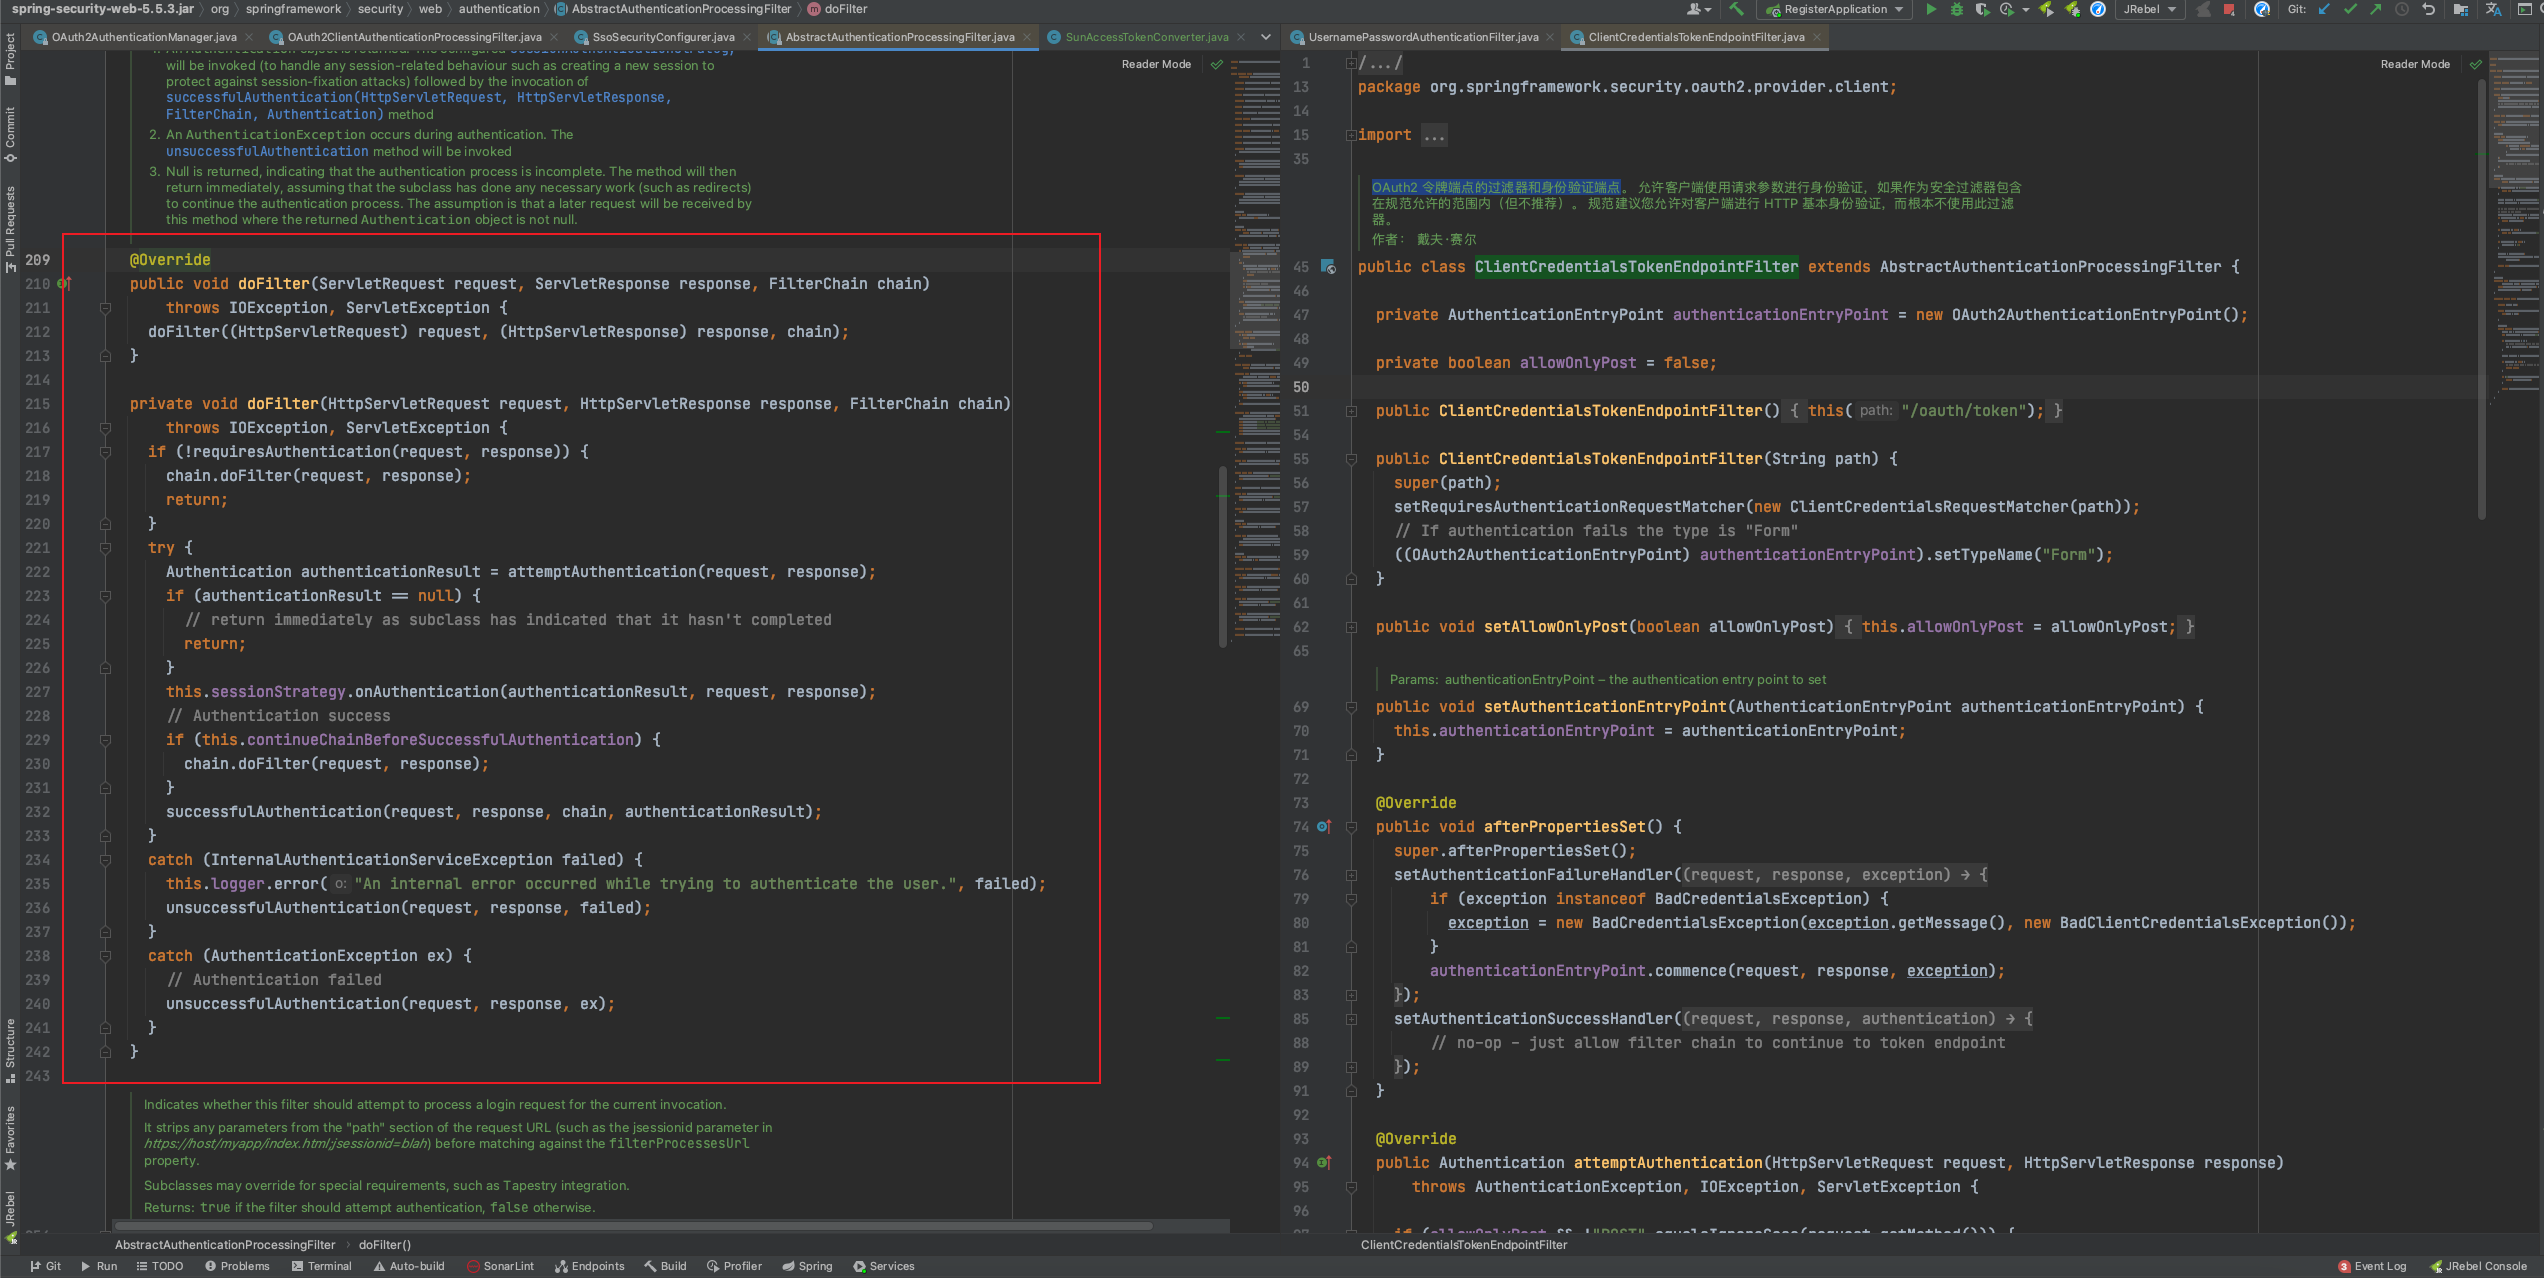 spring-security-web-5.5.3.jar › org › springframework › security › web › authentication › AbstractAuthenticationProcessingFilter › doFilter
RegisterApplication
JRebel
Git:
OAuth2AuthenticationManager.java
OAuth2ClientAuthenticationProcessingFilter.java
SsoSecurityConfigurer.java
AbstractAuthenticationProcessingFilter.java
SunAccessTokenConverter.java
UsernamePasswordAuthenticationFilter.java
ClientCredentialsTokenEndpointFilter.java
Project
Commit
Pull Requests
Structure
Favorites
JRebel
Reader Mode
will be invoked (to handle any session-related behaviour such as creating a new session to
protect against session-fixation attacks) followed by the invocation of
successfulAuthentication(HttpServletRequest, HttpServletResponse,
FilterChain, Authentication) method
2. An AuthenticationException occurs during authentication. The
unsuccessfulAuthentication method will be invoked
3. Null is returned, indicating that the authentication process is incomplete. The method will then
return immediately, assuming that the subclass has done any necessary work (such as redirects)
to continue the authentication process. The assumption is that a later request will be received by
this method where the returned Authentication object is not null.
209 @Override
210 public void doFilter(ServletRequest request, ServletResponse response, FilterChain chain)
211 throws IOException, ServletException {
212 doFilter((HttpServletRequest) request, (HttpServletResponse) response, chain);
213 }
214
215 private void doFilter(HttpServletRequest request, HttpServletResponse response, FilterChain chain)
216 throws IOException, ServletException {
217 if (!requiresAuthentication(request, response)) {
218 chain.doFilter(request, response);
219 return;
220 }
221 try {
222 Authentication authenticationResult = attemptAuthentication(request, response);
223 if (authenticationResult == null) {
224 // return immediately as subclass has indicated that it hasn't completed
225 return;
226 }
227 this.sessionStrategy.onAuthentication(authenticationResult, request, response);
228 // Authentication success
229 if (this.continueChainBeforeSuccessfulAuthentication) {
230 chain.doFilter(request, response);
231 }
232 successfulAuthentication(request, response, chain, authenticationResult);
233 }
234 catch (InternalAuthenticationServiceException failed) {
235 this.logger.error( o: "An internal error occurred while trying to authenticate the user.", failed);
236 unsuccessfulAuthentication(request, response, failed);
237 }
238 catch (AuthenticationException ex) {
239 // Authentication failed
240 unsuccessfulAuthentication(request, response, ex);
241 }
242 }
243
Indicates whether this filter should attempt to process a login request for the current invocation.
It strips any parameters from the "path" section of the request URL (such as the jsessionid parameter in
https://host/myapp/index.html;jsessionid=blah) before matching against the filterProcessesUrl
property.
Subclasses may override for special requirements, such as Tapestry integration.
Returns: true if the filter should attempt authentication, false otherwise.
AbstractAuthenticationProcessingFilter › doFilter()
Reader Mode
1 /.../
13 package org.springframework.security.oauth2.provider.client;
14
15 import ...
35
OAuth2 令牌端点的过滤器和身份验证端点。 允许客户端使用请求参数进行身份验证，如果作为安全过滤器包含
在规范允许的范围内（但不推荐）。 规范建议您允许对客户端进行 HTTP 基本身份验证，而根本不使用此过滤
器。
作者： 戴夫·赛尔
45 public class ClientCredentialsTokenEndpointFilter extends AbstractAuthenticationProcessingFilter {
46
47 private AuthenticationEntryPoint authenticationEntryPoint = new OAuth2AuthenticationEntryPoint();
48
49 private boolean allowOnlyPost = false;
50
51 public ClientCredentialsTokenEndpointFilter() { this( path: "/oauth/token"); }
54
55 public ClientCredentialsTokenEndpointFilter(String path) {
56 super(path);
57 setRequiresAuthenticationRequestMatcher(new ClientCredentialsRequestMatcher(path));
58 // If authentication fails the type is "Form"
59 ((OAuth2AuthenticationEntryPoint) authenticationEntryPoint).setTypeName("Form");
60 }
61
62 public void setAllowOnlyPost(boolean allowOnlyPost) { this.allowOnlyPost = allowOnlyPost; }
65
Params: authenticationEntryPoint – the authentication entry point to set
69 public void setAuthenticationEntryPoint(AuthenticationEntryPoint authenticationEntryPoint) {
70 this.authenticationEntryPoint = authenticationEntryPoint;
71 }
72
73 @Override
74 public void afterPropertiesSet() {
75 super.afterPropertiesSet();
76 setAuthenticationFailureHandler((request, response, exception) → {
79 if (exception instanceof BadCredentialsException) {
80 exception = new BadCredentialsException(exception.getMessage(), new BadClientCredentialsException());
81 }
82 authenticationEntryPoint.commence(request, response, exception);
83 });
85 setAuthenticationSuccessHandler((request, response, authentication) → {
88 // no-op - just allow filter chain to continue to token endpoint
89 });
91 }
92
93 @Override
94 public Authentication attemptAuthentication(HttpServletRequest request, HttpServletResponse response)
95 throws AuthenticationException, IOException, ServletException {
96
ClientCredentialsTokenEndpointFilter
Git Run TODO Problems Terminal Auto-build SonarLint Endpoints Build Profiler Spring Services
3 Event Log JRebel Console